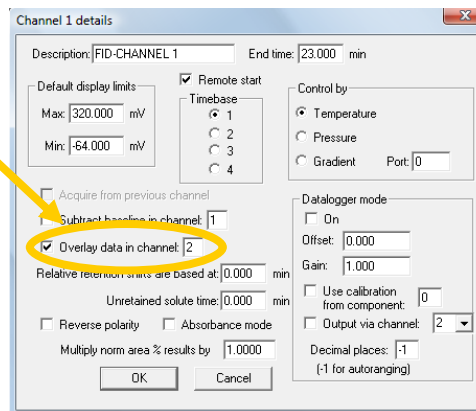 Channel 1 details
Description: FID-CHANNEL 1 End time: 23.000 min
Default display limits
Max: 320.000 mV
Min: -64.000 mV
Remote start
Timebase
1
2
3
4
Control by
Temperature
Pressure
Gradient Port: 0
Acquire from previous channel
Subtract baseline in channel: 1
Overlay data in channel: 2
Relative retention shifts are based at: 0.000 min
Unretained solute time: 0.000 min
Reverse polarity Absorbance mode
Multiply norm area % results by 1.0000
OK Cancel
Datalogger mode
On
Offset: 0.000
Gain: 1.000
Use calibration
from component: 0
Output via channel: 2
Decimal places: -1
(-1 for autoranging)